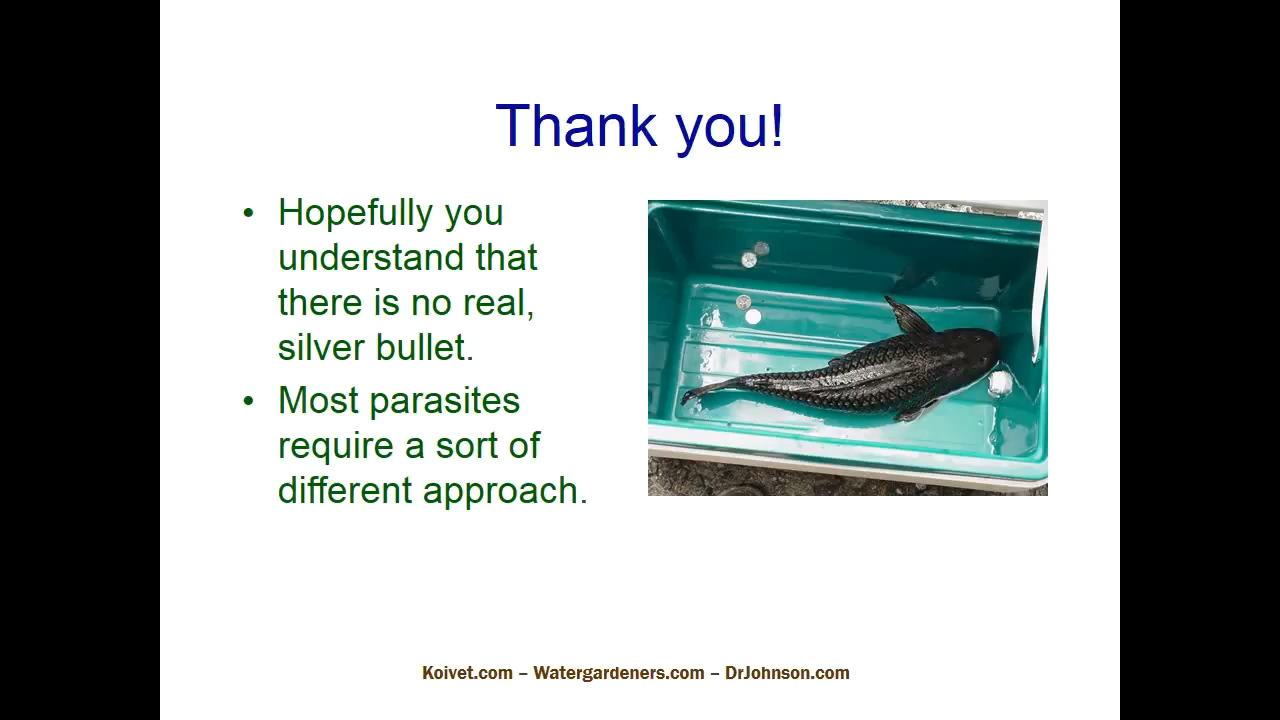 Thank you!
• Hopefully you
understand that
there is no real,
silver bullet.
• Most parasites
require a sort of
different approach.
Koivet.com – Watergardeners.com – DrJohnson.com